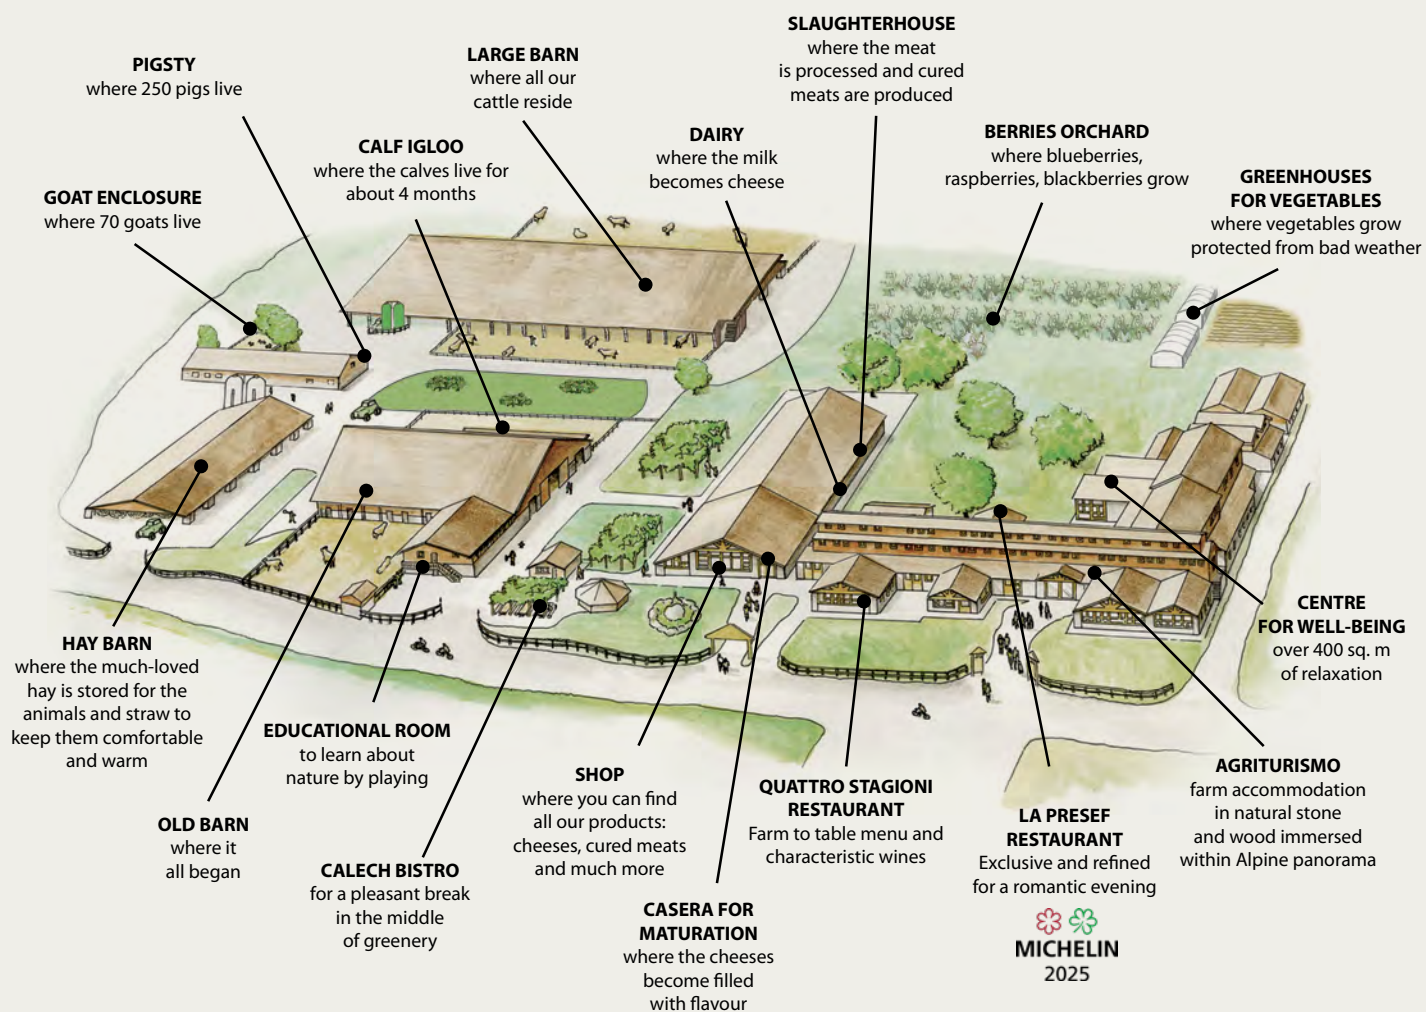 SLAUGHTERHOUSE
where the meat
is processed and cured
meats are produced
LARGE BARN
where all our
cattle reside
PIGSTY
where 250 pigs live
DAIRY
where the milk
becomes cheese
BERRIES ORCHARD
where blueberries,
raspberries, blackberries grow
CALF IGLOO
where the calves live for
about 4 months
GREENHOUSES
FOR VEGETABLES
where vegetables grow
protected from bad weather
GOAT ENCLOSURE
where 70 goats live
CENTRE
FOR WELL-BEING
over 400 sq. m
of relaxation
HAY BARN
where the much-loved
hay is stored for the
animals and straw to
keep them comfortable
and warm
EDUCATIONAL ROOM
to learn about
nature by playing
SHOP
where you can find
all our products:
cheeses, cured meats
and much more
QUATTRO STAGIONI
RESTAURANT
Farm to table menu and
characteristic wines
AGRITURISMO
farm accommodation
in natural stone
and wood immersed
within Alpine panorama
OLD BARN
where it
all began
LA PRESEF
RESTAURANT
Exclusive and refined
for a romantic evening
MICHELIN
2025
CALECH BISTRO
for a pleasant break
in the middle
of greenery
CASERA FOR
MATURATION
where the cheeses
become filled
with flavour